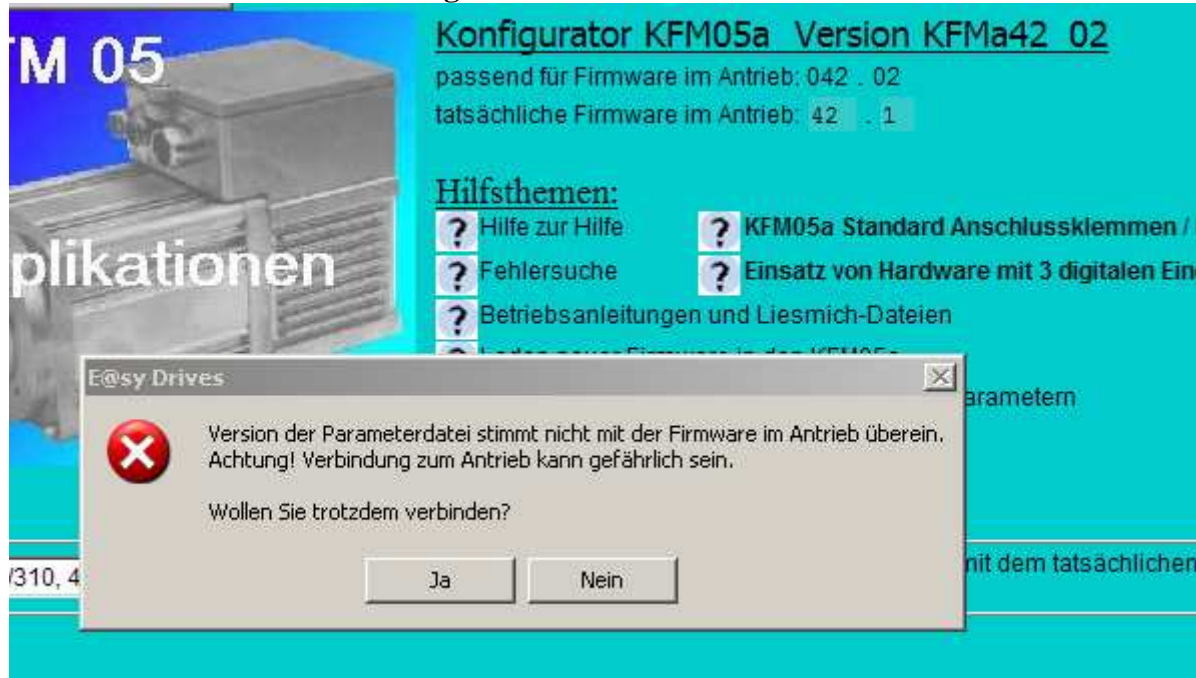 Konfigurator KFM05a Version KFMa42 02
M 05
passend für Firmware im Antrieb: 042 . 02
tatsächliche Firmware im Antrieb: 42 . 1
Hilfsthemen:
? Hilfe zur Hilfe ? KFM05a Standard Anschlussklemmen /
plikationen
? Fehlersuche ? Einsatz von Hardware mit 3 digitalen Ein
? Betriebsanleitungen und Liesmich-Dateien
E@sy Drives
arametern
Version der Parameterdatei stimmt nicht mit der Firmware im Antrieb überein.
Achtung! Verbindung zum Antrieb kann gefährlich sein.
Wollen Sie trotzdem verbinden?
/310, 4
Ja Nein
mit dem tatsächlichen